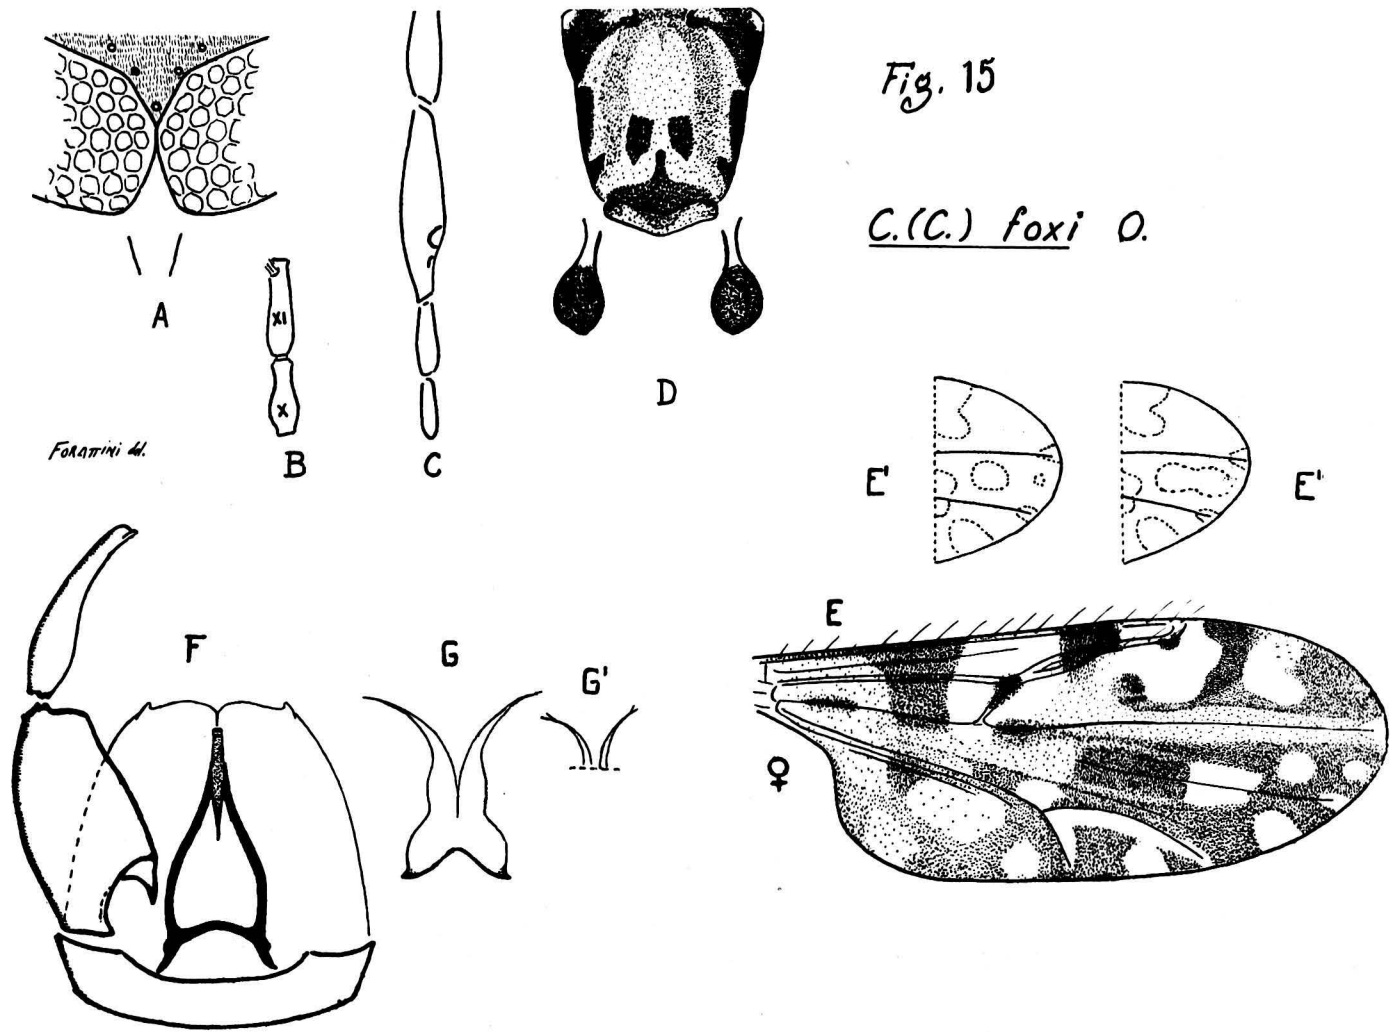 Fig. 15
C.(C.) foxi O.
A
XI
X
B
C
D
FORATTINI del.
E'
E'
E
F
G
G'
♀